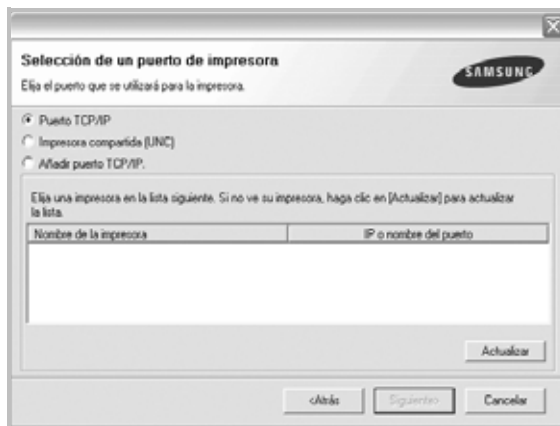 Selección de un puerto de impresora
Elija el puerto que se utilizará para la impresora.
SAMSUNG
Puerto TCP/IP
Impresora compartida (UNC)
Añadir puerto TCP/IP.
Elija una impresora en la lista siguiente. Si no ve su impresora, haga clic en [Actualizar] para actualizar
la lista.
Nombre de la impresora IP o nombre del puerto
Actualizar
<Atrás Siguiente> Cancelar